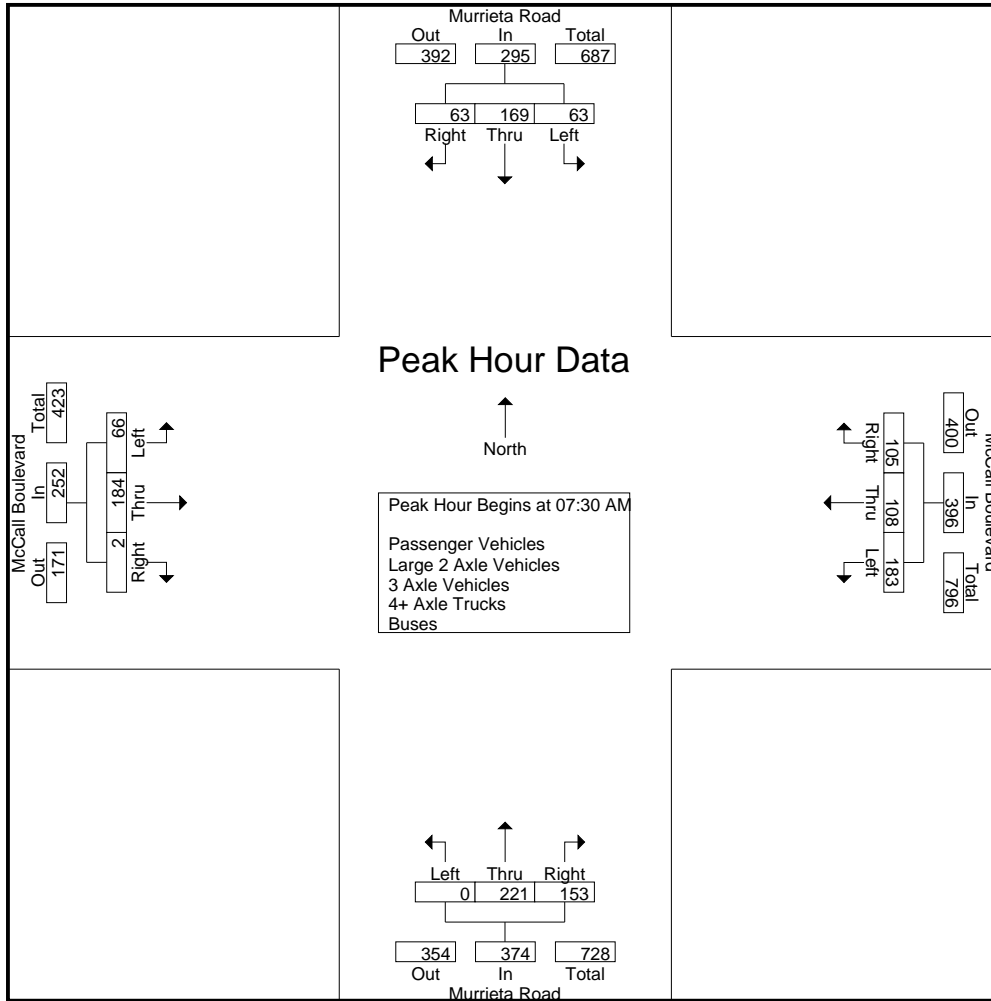 Murrieta Road
Out In Total
392 295 687
63 169 63
Right Thru Left
Peak Hour Data
North
Peak Hour Begins at 07:30 AM
Passenger Vehicles
Large 2 Axle Vehicles
3 Axle Vehicles
4+ Axle Trucks
Buses
McCall Boulevard
Out In Total
171 252 423
Left Thru Right
66 184 2
McCall Boulevard
Out In Total
400 396 796
Right Thru Left
105 108 183
Left Thru Right
0 221 153
354 374 728
Out In Total
Murrieta Road